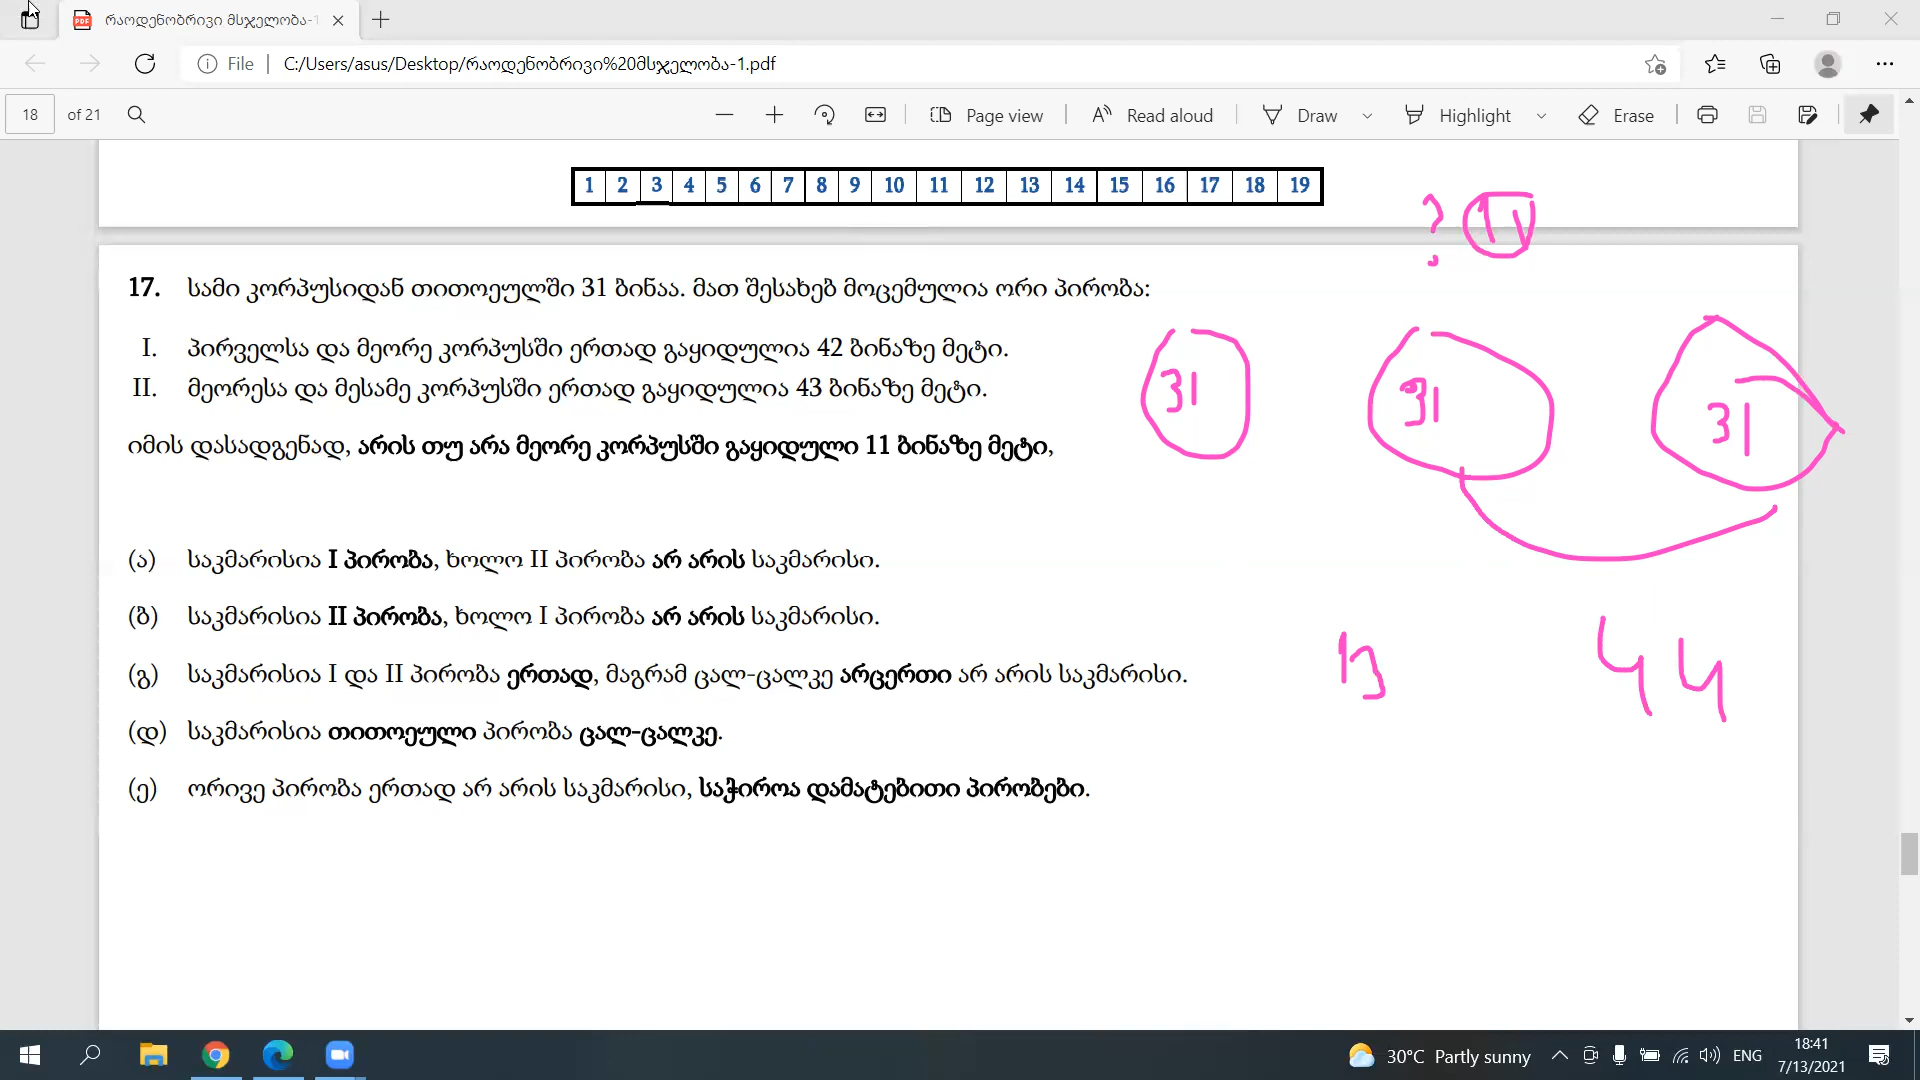 რაოდენობრივი მსჯელობა-1
File
C:/Users/asus/Desktop/რაოდენობრივი%20მსჯელობა-1.pdf
18 of 21
Page view
Read aloud
Draw
Highlight
Erase
1 2 3 4 5 6 7 8 9 10 11 12 13 14 15 16 17 18 19
?
17. სამი კორპუსიდან თითოეულში 31 ბინაა. მათ შესახებ მოცემულია ორი პირობა:
I. პირველსა და მეორე კორპუსში ერთად გაყიდულია 42 ბინაზე მეტი.
II. მეორესა და მესამე კორპუსში ერთად გაყიდულია 43 ბინაზე მეტი.
31 31 31
იმის დასადგენად, არის თუ არა მეორე კორპუსში გაყიდული 11 ბინაზე მეტი,
(ა) საკმარისია I პირობა, ხოლო II პირობა არ არის საკმარისი.
(ბ) საკმარისია II პირობა, ხოლო I პირობა არ არის საკმარისი.
(გ) საკმარისია I და II პირობა ერთად, მაგრამ ცალ-ცალკე არცერთი არ არის საკმარისი.
13 44
(დ) საკმარისია თითოეული პირობა ცალ-ცალკე.
(ე) ორივე პირობა ერთად არ არის საკმარისი, საჭიროა დამატებითი პირობები.
30°C Partly sunny
ENG
18:41
7/13/2021